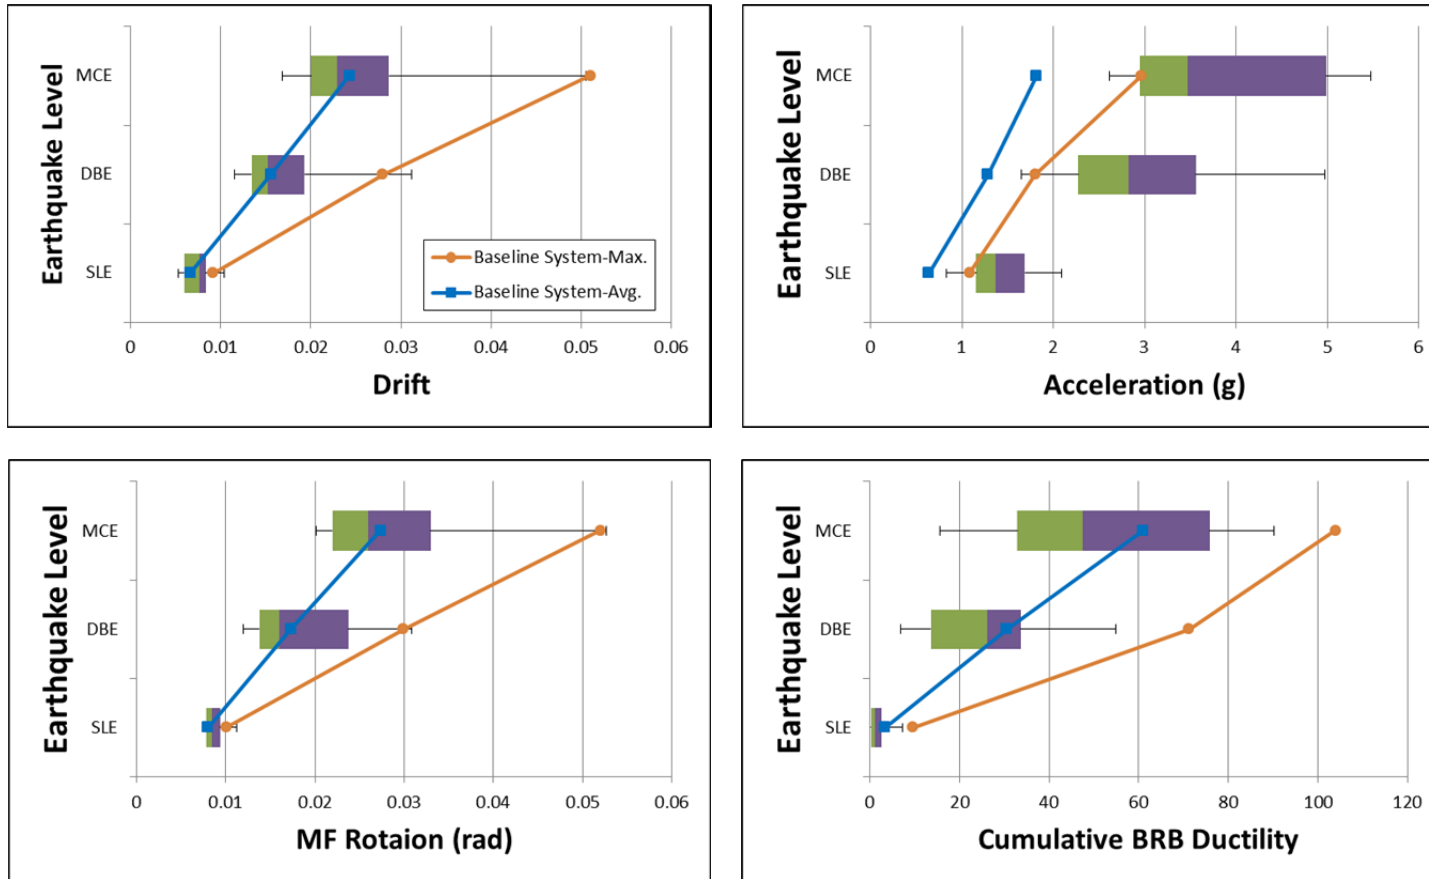 Earthquake Level
MCE
DBE
SLE
Baseline System-Max.
Baseline System-Avg.
0 0.01 0.02 0.03 0.04 0.05 0.06
Drift
Earthquake Level
MCE
DBE
SLE
0 1 2 3 4 5 6
Acceleration (g)
Earthquake Level
MCE
DBE
SLE
0 0.01 0.02 0.03 0.04 0.05 0.06
MF Rotaion (rad)
Earthquake Level
MCE
DBE
SLE
0 20 40 60 80 100 120
Cumulative BRB Ductility